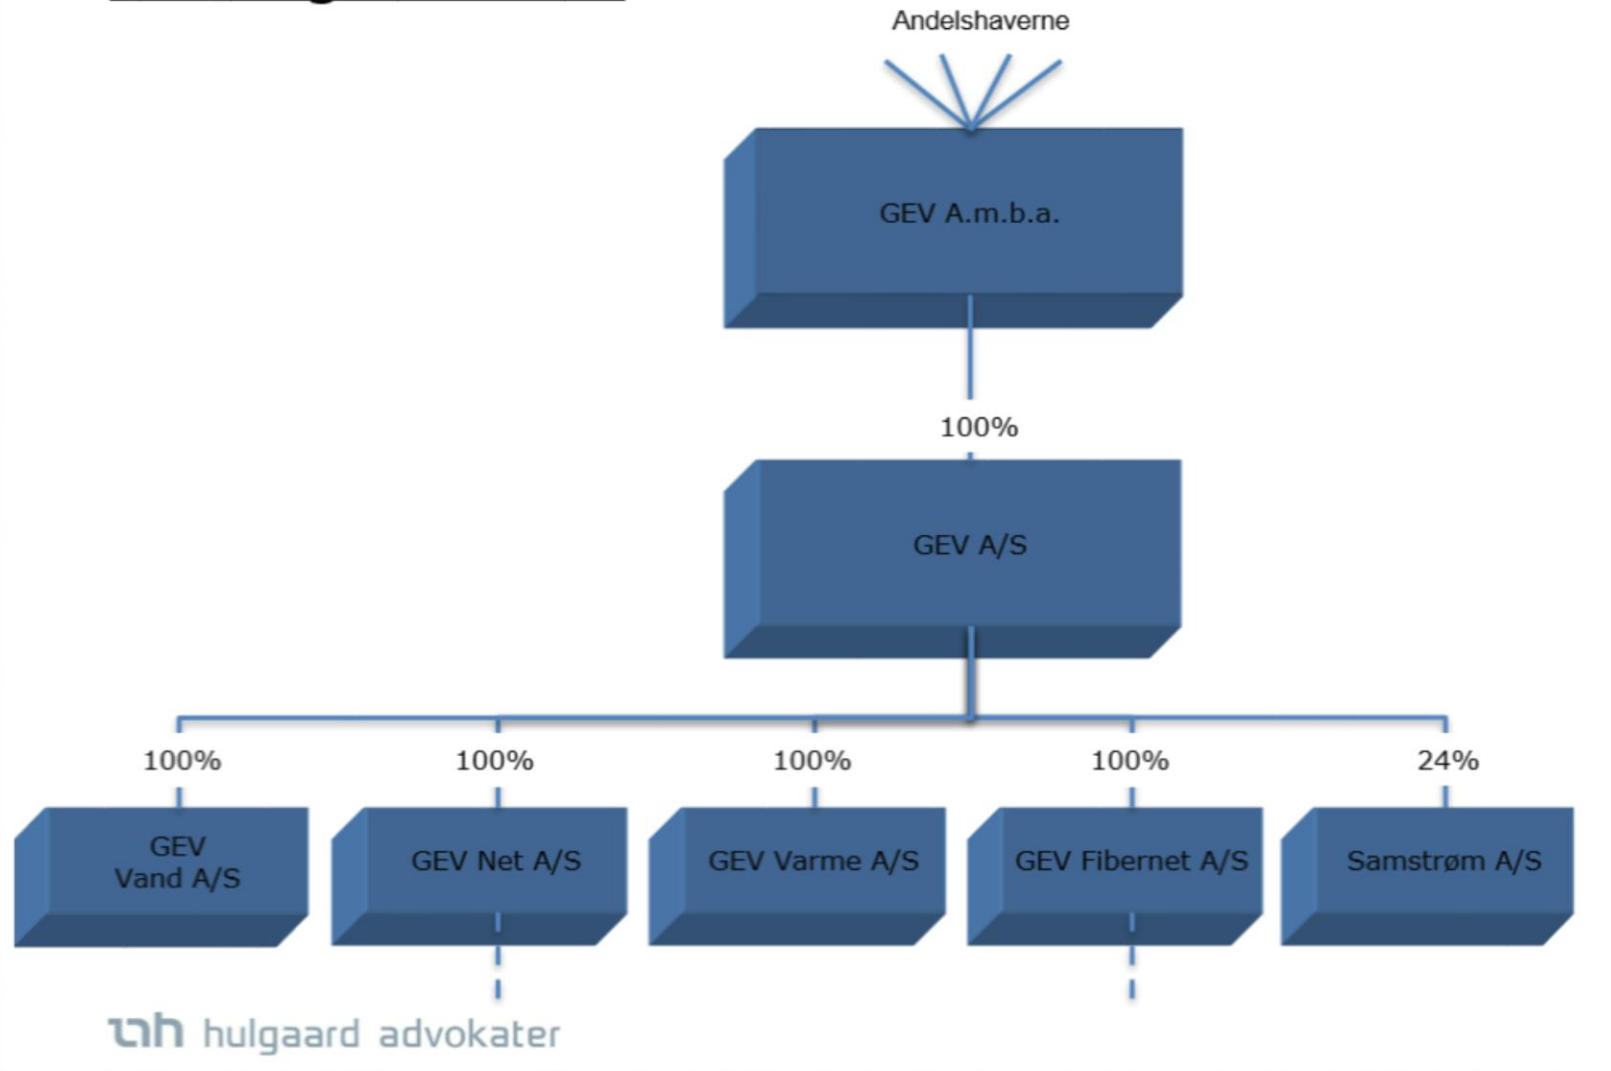 Andelshaverne
GEV A.m.b.a.
100%
GEV A/S
100% 100% 100% 100% 24%
GEV
Vand A/S
GEV Net A/S
GEV Varme A/S
GEV Fibernet A/S
Samstrøm A/S
hulgaard advokater